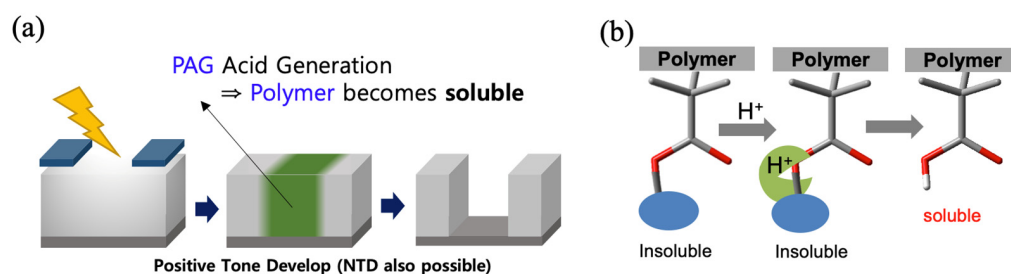 (a)
PAG Acid Generation
⇒ Polymer becomes soluble
Positive Tone Develop (NTD also possible)
(b)
Polymer Polymer Polymer
H⁺
H⁺
Insoluble Insoluble soluble